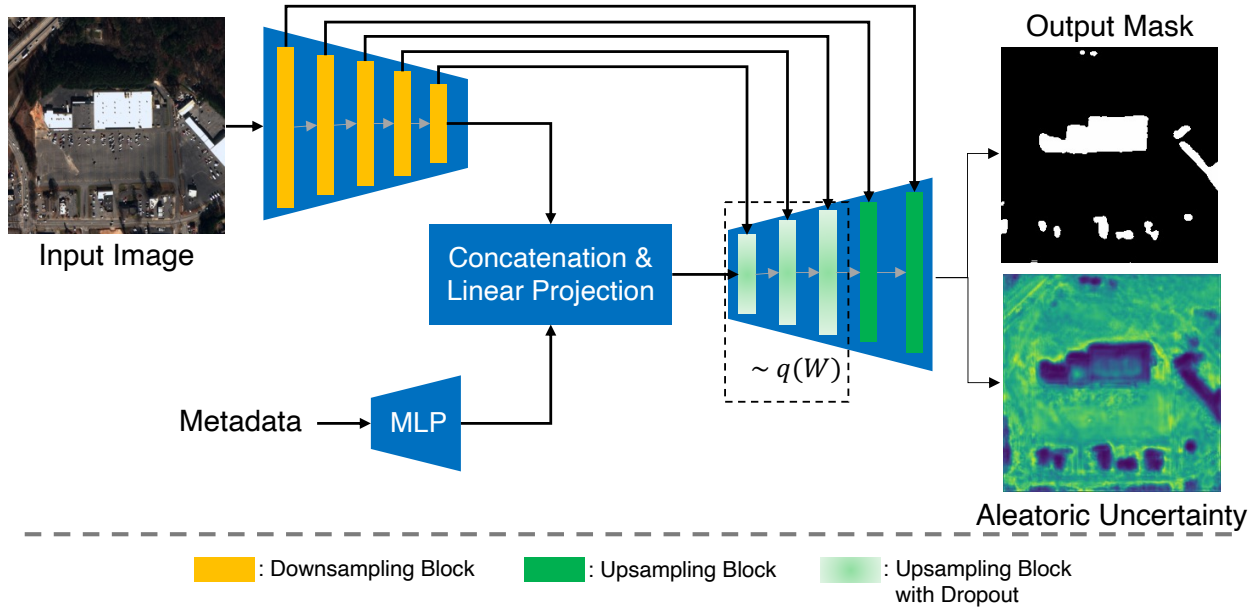 Output Mask
Input Image
Concatenation &
Linear Projection
~ q(W)
Metadata
MLP
Aleatoric Uncertainty
: Downsampling Block
: Upsampling Block
: Upsampling Block
with Dropout